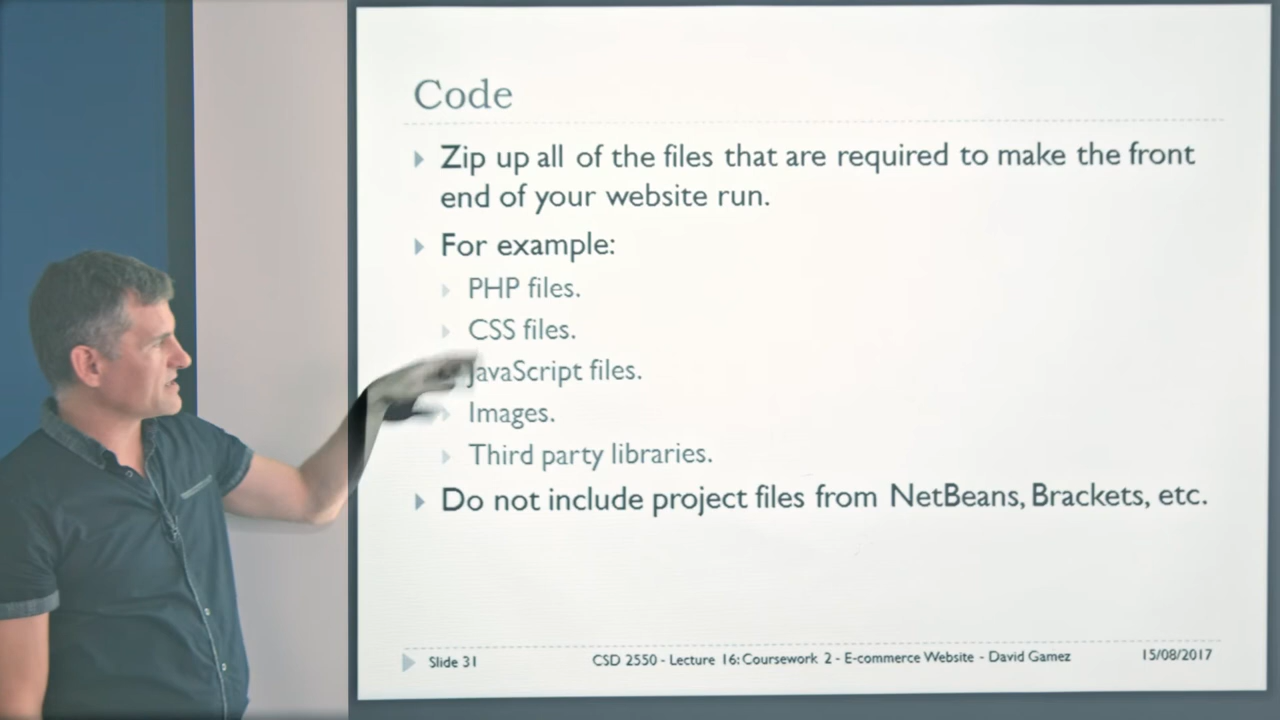 Code
Zip up all of the files that are required to make the front
end of your website run.
For example:
PHP files.
CSS files.
JavaScript files.
Images.
Third party libraries.
Do not include project files from NetBeans, Brackets, etc.
Slide 31 CSD 2550 - Lecture 16: Coursework 2 - E-commerce Website - David Gamez 15/08/2017